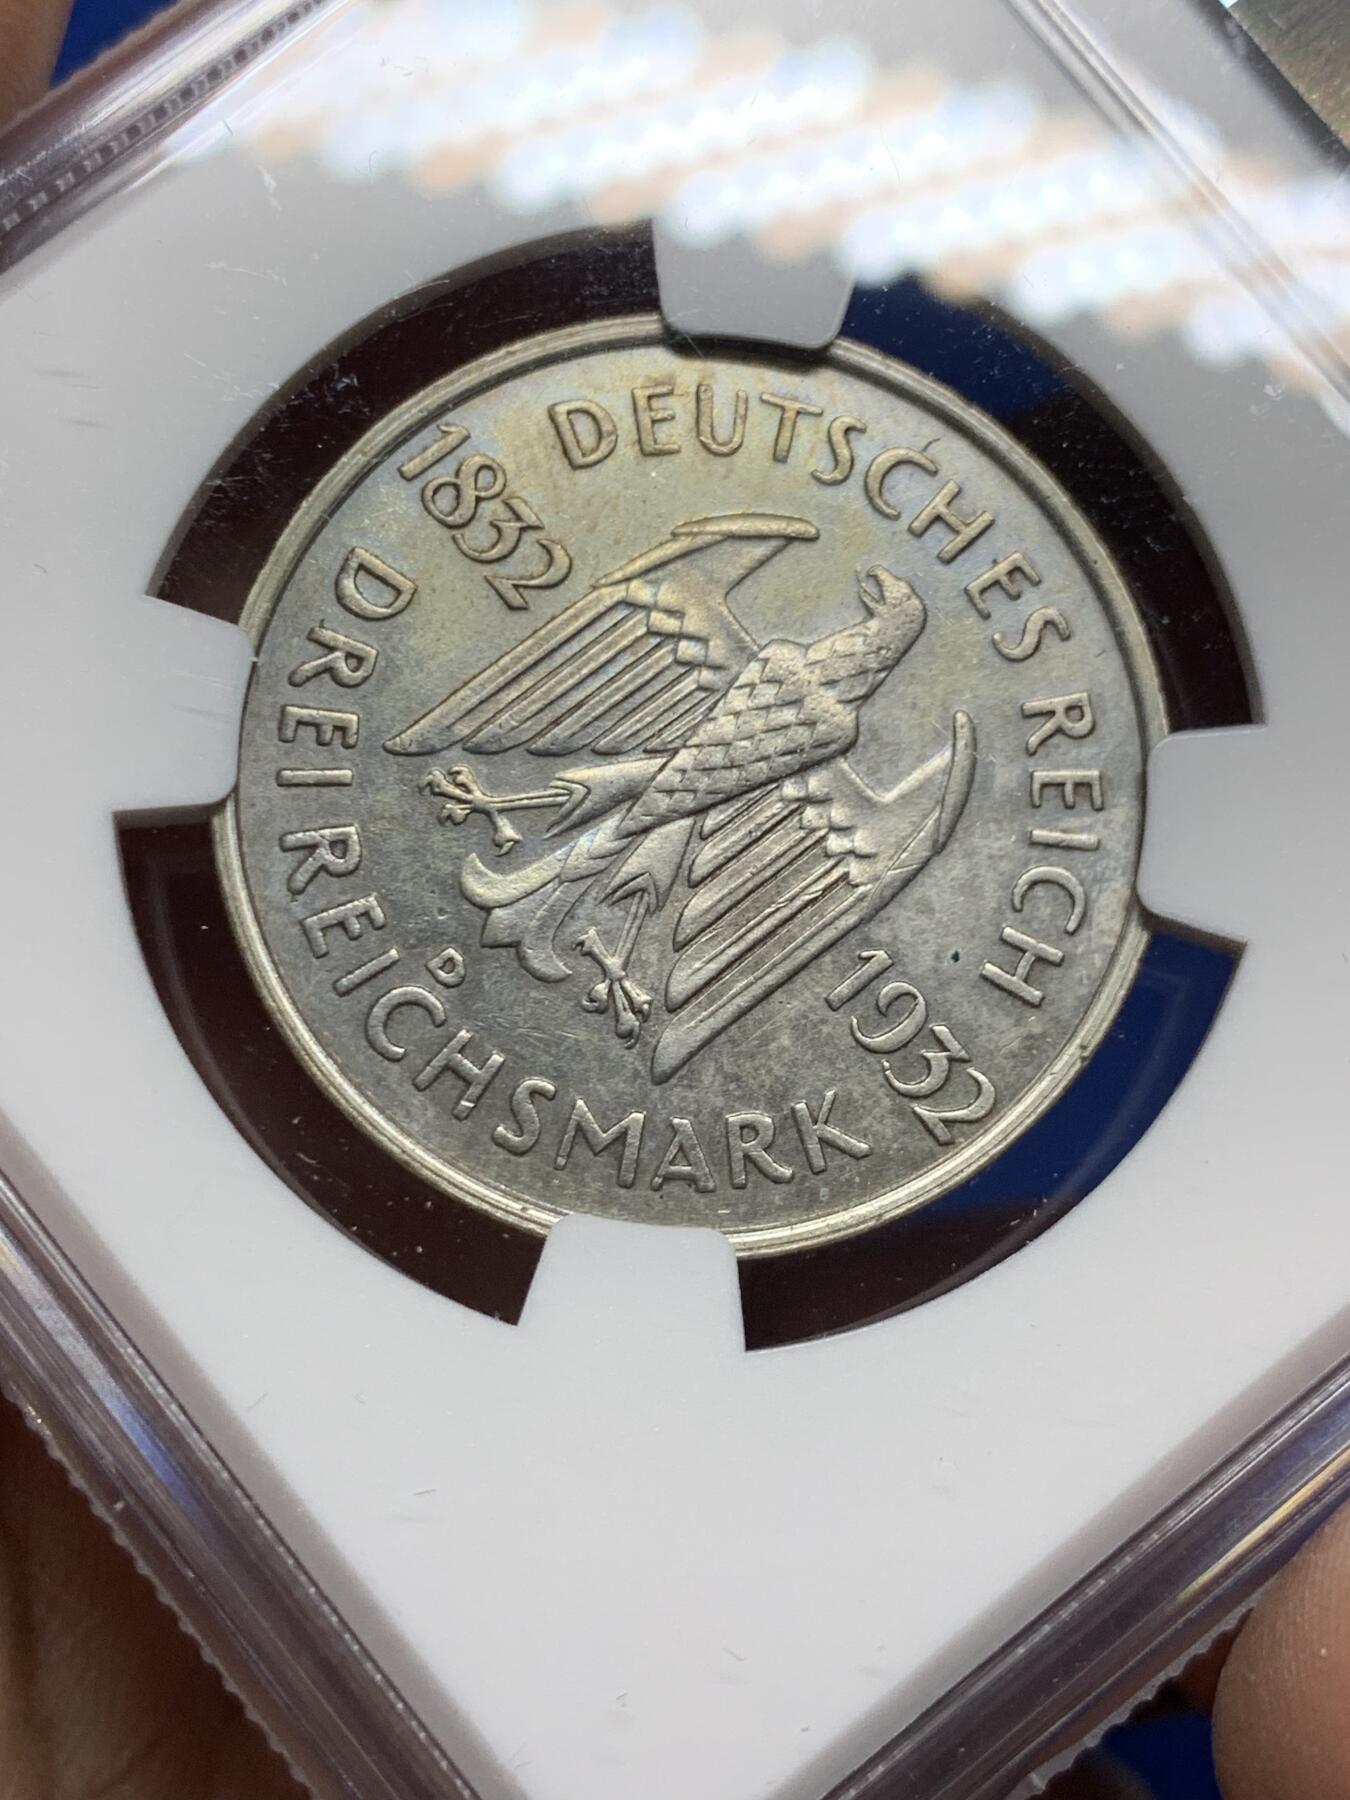 DEUTSCHES REICH
1832
1932
D
DREI REICHSMARK